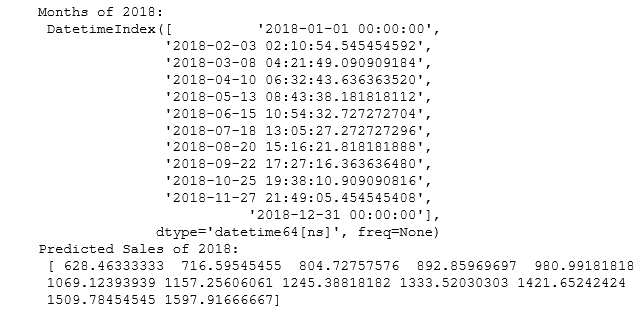 Months of 2018:
DatetimeIndex([          '2018-01-01 00:00:00',
'2018-02-03 02:10:54.545454592',
'2018-03-08 04:21:49.090909184',
'2018-04-10 06:32:43.636363520',
'2018-05-13 08:43:38.181818112',
'2018-06-15 10:54:32.727272704',
'2018-07-18 13:05:27.272727296',
'2018-08-20 15:16:21.818181888',
'2018-09-22 17:27:16.363636480',
'2018-10-25 19:38:10.909090816',
'2018-11-27 21:49:05.454545408',
'2018-12-31 00:00:00'],
dtype='datetime64[ns]', freq=None)
Predicted Sales of 2018:
[ 628.46333333  716.59545455  804.72757576  892.85969697  980.99181818
1069.12393939 1157.25606061 1245.38818182 1333.52030303 1421.65242424
1509.78454545 1597.91666667]